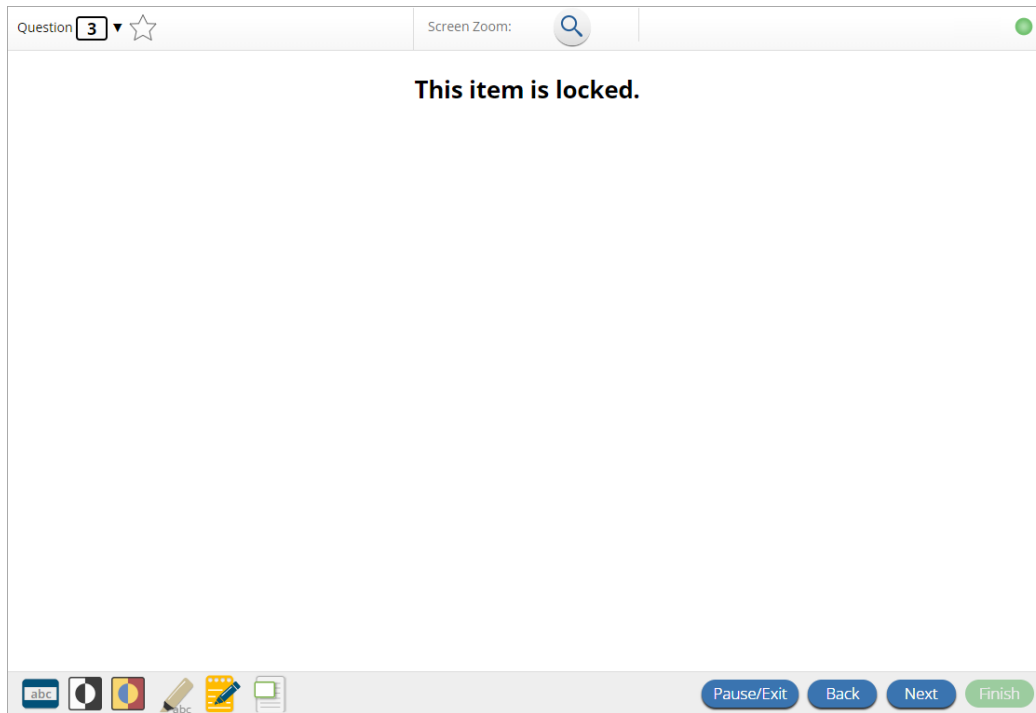 Question 3 ▼ Screen Zoom:
This item is locked.
abc abc Pause/Exit Back Next Finish